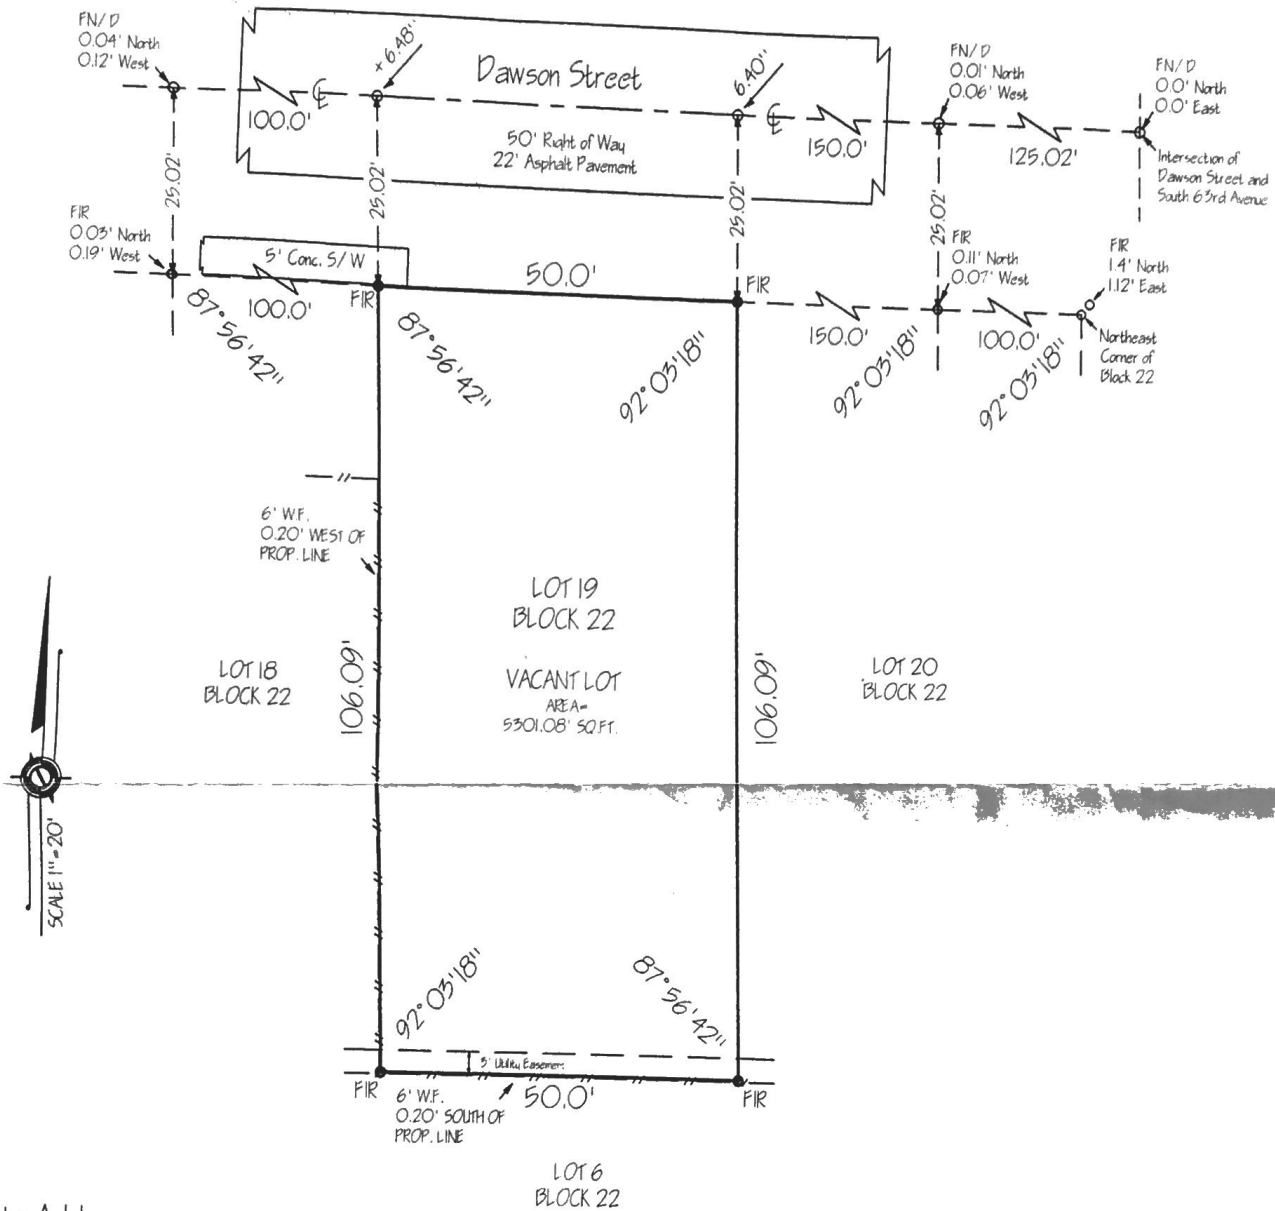 FN/D
0.04' North
0.12' West
+ 6.48"
Dawson Street
6.40"
FN/D
0.01' North
0.06' West
FN/D
0.0' North
0.0' East
100.0'
℄
50' Right of Way
22' Asphalt Pavement
℄
150.0'
125.02'
Intersection of
Dawson Street and
South 63rd Avenue
25.02'
25.02'
25.02'
25.02'
FIR
0.03' North
0.19' West
5' Conc. S/W
100.0'
FIR
50.0'
FIR
150.0'
FIR
0.11' North
0.07' West
100.0'
FIR
1.4' North
1.12' East
Northeast
Corner of
Block 22
87°56'42"
87°56'42"
92°03'18"
92°03'18"
92°03'18"
6' W.F.
0.20' WEST OF
PROP. LINE
LOT 19
BLOCK 22
LOT 18
BLOCK 22
106.09'
VACANT LOT
AREA=
5301.08' SQ.FT.
106.09'
LOT 20
BLOCK 22
SCALE 1"=20'
92°03'18"
87°56'42"
Utility Easement
FIR
6' W.F.
0.20' SOUTH OF
PROP. LINE
50.0'
FIR
LOT 6
BLOCK 22